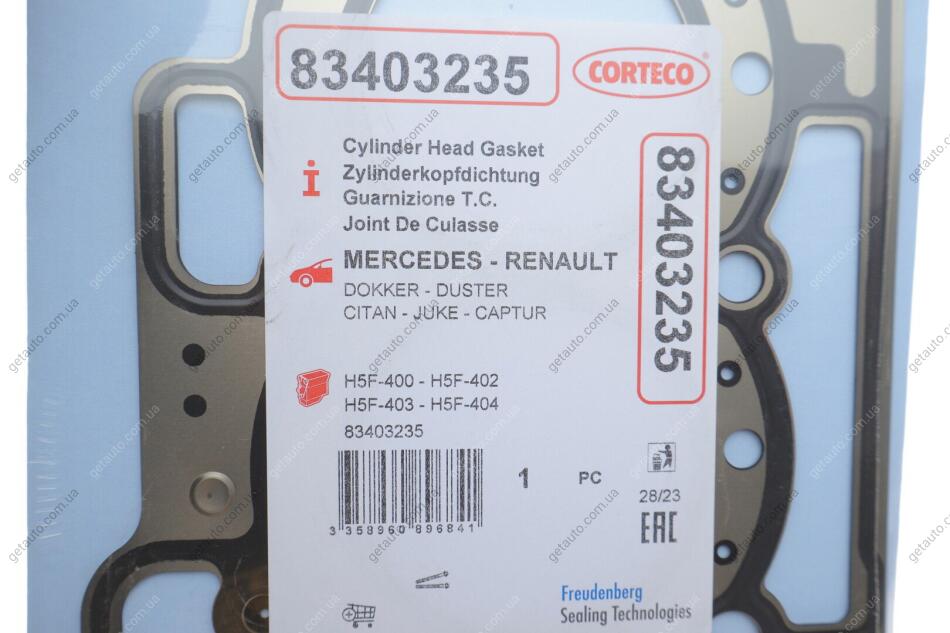 83403235
CORTECO
Cylinder Head Gasket
Zylinderkopfdichtung
Guarnizione T.C.
Joint De Culasse
83403235
MERCEDES - RENAULT
DOKKER - DUSTER
CITAN - JUKE - CAPTUR
H5F-400 - H5F-402
H5F-403 - H5F-404
83403235
1 PC
28/23
3 358960 896841
EAC
Freudenberg
Sealing Technologies
getauto.com.ua